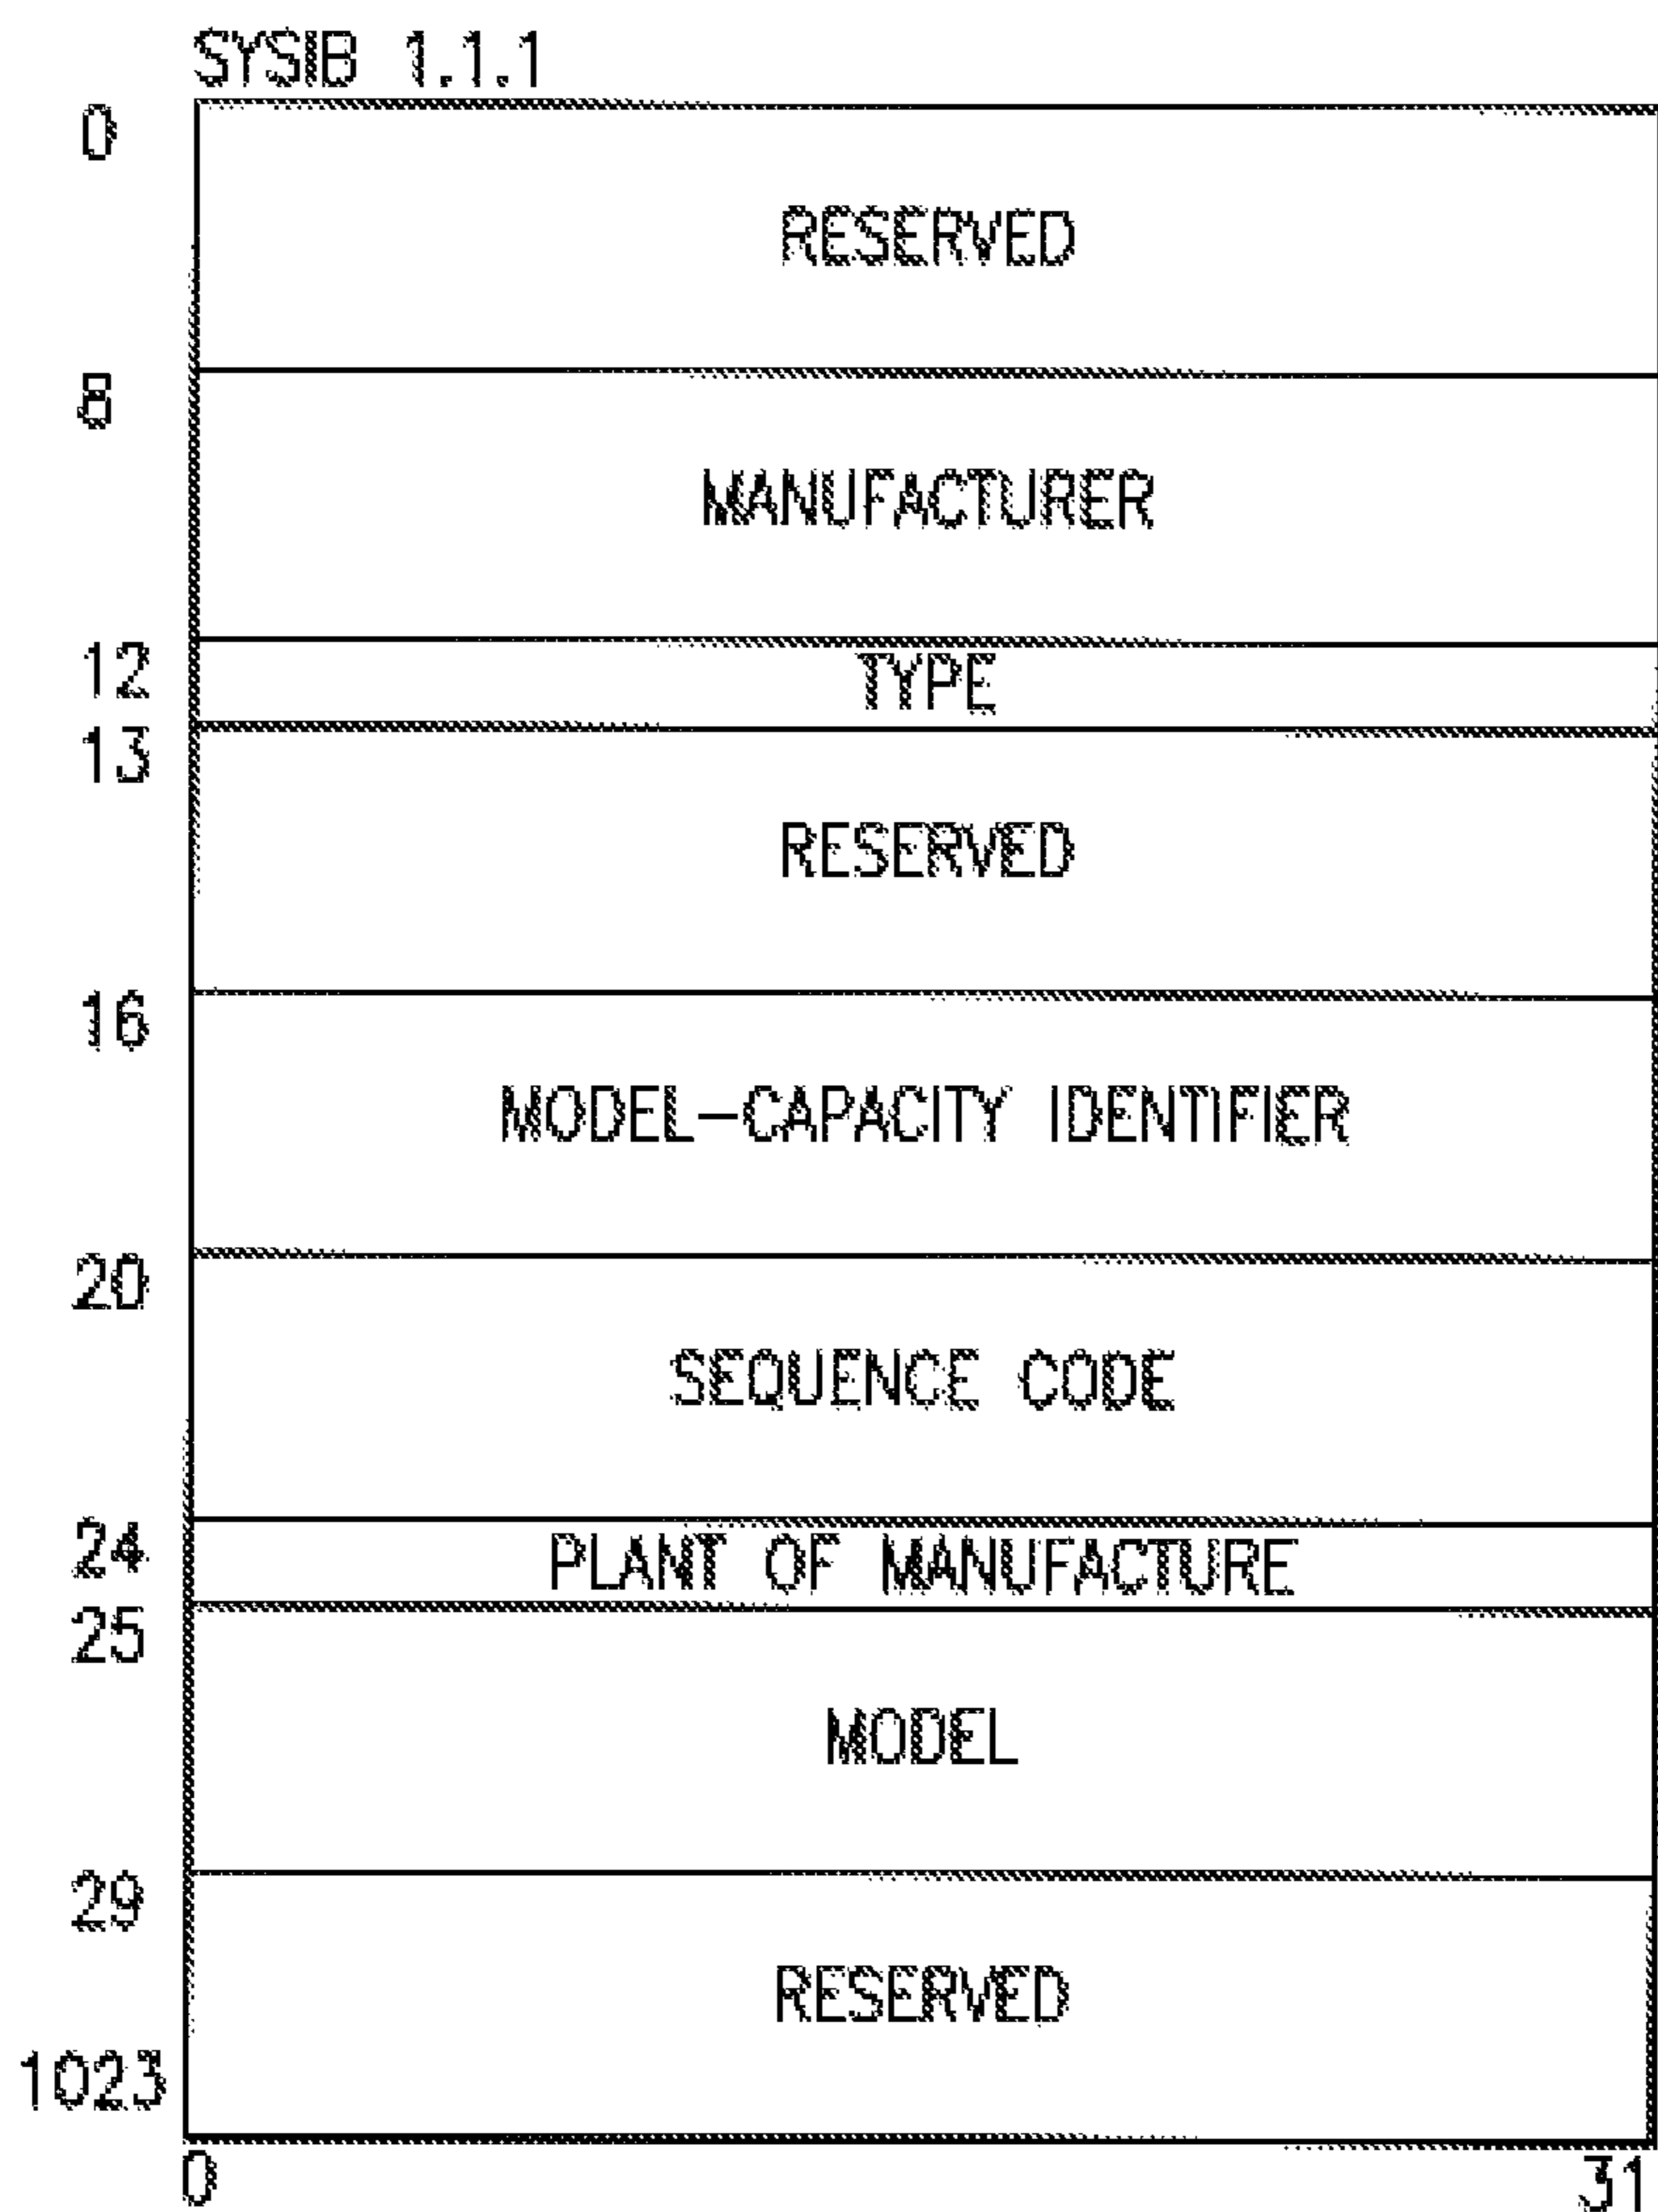 SYSIB 1.1.1
0
RESERVED
8
MANUFACTURER
12
TYPE
13
RESERVED
16
MODEL-CAPACITY IDENTIFIER
20
SEQUENCE CODE
24
PLANT OF MANUFACTURE
25
MODEL
29
RESERVED
1023
0 31